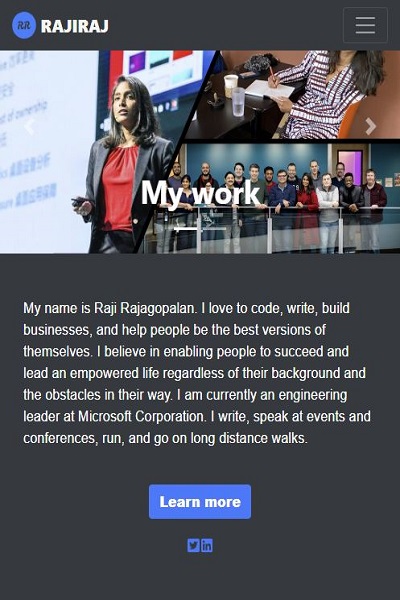 RR RAJIRAJ
My work
My name is Raji Rajagopalan. I love to code, write, build
businesses, and help people be the best versions of
themselves. I believe in enabling people to succeed and
lead an empowered life regardless of their background and
the obstacles in their way. I am currently an engineering
leader at Microsoft Corporation. I write, speak at events and
conferences, run, and go on long distance walks.
Learn more